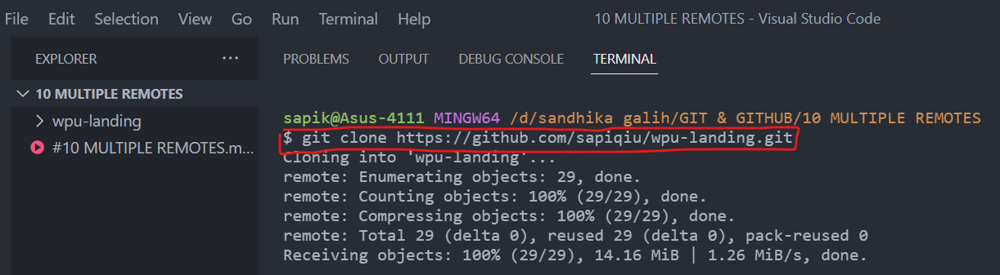 File Edit Selection View Go Run Terminal Help 10 MULTIPLE REMOTES - Visual Studio Code
EXPLORER ··· PROBLEMS OUTPUT DEBUG CONSOLE TERMINAL
10 MULTIPLE REMOTES
wpu-landing
#10 MULTIPLE REMOTES.m...
sapik@Asus-4111 MINGW64 /d/sandhika galih/GIT & GITHUB/10 MULTIPLE REMOTES
$ git clone https://github.com/sapiqiu/wpu-landing.git
Cloning into 'wpu-landing'...
remote: Enumerating objects: 29, done.
remote: Counting objects: 100% (29/29), done.
remote: Compressing objects: 100% (29/29), done.
remote: Total 29 (delta 0), reused 29 (delta 0), pack-reused 0
Receiving objects: 100% (29/29), 14.16 MiB | 1.26 MiB/s, done.